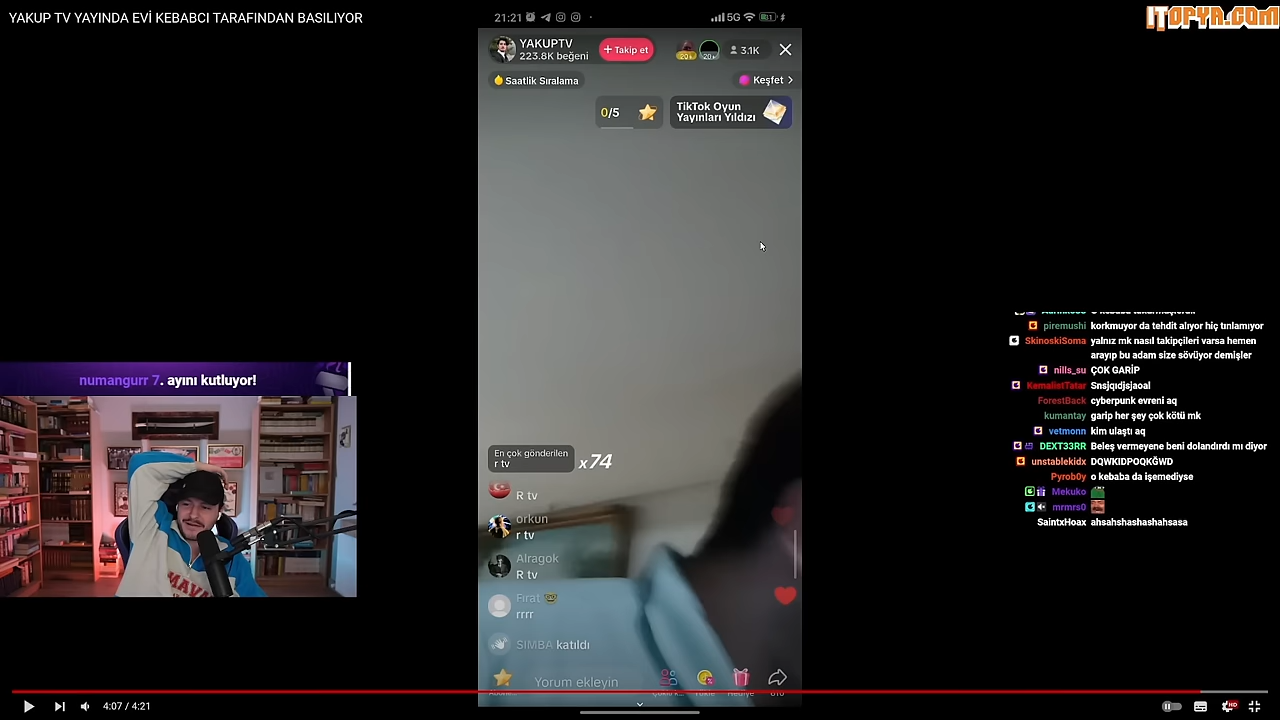 YAKUP TV YAYINDA EVİ KEBABCI TARAFINDAN BASILIYOR
ITOPYA.COM
21:21
5G
YAKUPTV
223.8K beğeni
+ Takip et
20+
20+
3.1K
Saatlik Sıralama
Keşfet
0/5
TikTok Oyun
Yayınları Yıldızı
En çok gönderilen
r tv
x74
R tv
orkun
r tv
Alragok
R tv
Fırat
rrrr
SIMBA katıldı
Yorum ekleyin
Hediye
numangurr 7. ayını kutluyor!
piremushi korkmuyor da tehdit alıyor hiç tınlamıyor
SkinoskiSoma yalnız mk nasıl takipçileri varsa hemen
arayıp bu adam size sövüyor demişler
nills_su ÇOK GARİP
KemalistTatar Snsjqıdjsjaoal
ForestBack cyberpunk evreni aq
kumantay garip her şey çok kötü mk
vetmonn kim ulaştı aq
DEXT33RR Beleş vermeyene beni dolandırdı mı diyor
unstablekidx DQWKIDPOQKĞWD
Pyrob0y o kebaba da işemediyse
Mekuko
mrmrs0
SaintxHoax ahsahshashashahsasa
4:07 / 4:21
HD